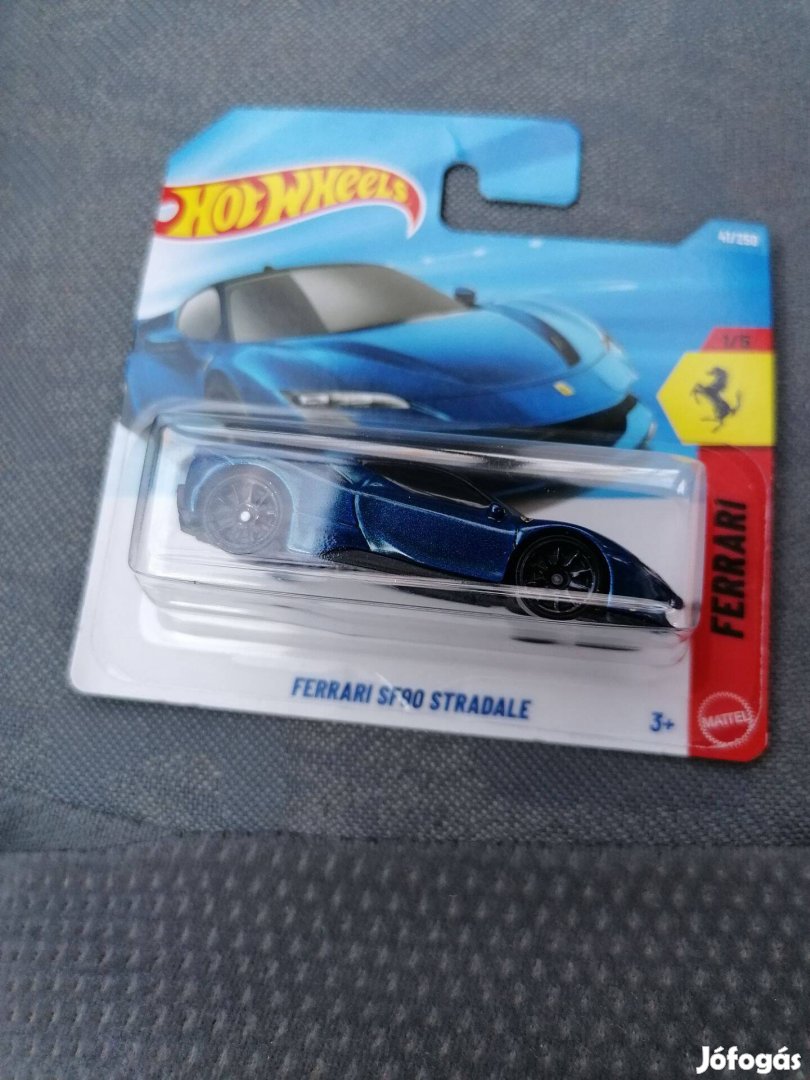 HOT WHEELS
41/250
1/5
FERRARI
FERRARI SF90 STRADALE
3+
MATTEL
Jófogás